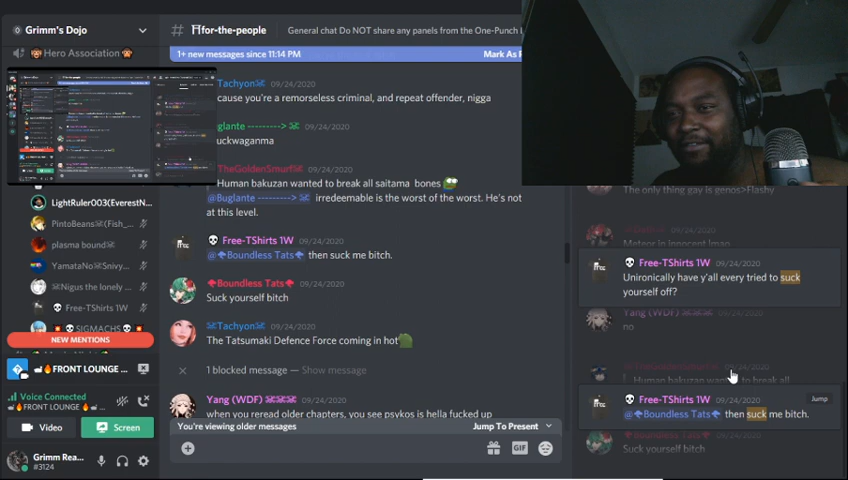 Grimm's Dojo
for-the-people
General chat Do NOT share any panels from the One-Punch
Hero Association
1+ new messages since 11:14 PM
Mark As
Tachyon 09/24/2020
cause you're a remorseless criminal, and repeat offender, nigga
glante ---------> 09/24/2020
uckwaganma
TheGoldenSmurf 09/24/2020
Human bakuzan wanted to break all saitama bones
@Buglante ---------> irredeemable is the worst of the worst. He's not
at this level.
Free-TShirts 1W 09/24/2020
@Boundless Tats then suck me bitch.
Boundless Tats 09/24/2020
Suck yourself bitch
Tachyon 09/24/2020
The Tatsumaki Defence Force coming in hot
1 blocked message — Show message
Yang (WDF) 09/24/2020
when you reread older chapters, you see psykos is hella fucked up
You're viewing older messages
Jump To Present
LightRuler003(EverestN...
PintoBeans (Fish_...
plasma bound
YamataNo Snivy...
Nigus the lonely
Free-TShirts 1W
SIGMACHS
NEW MENTIONS
FRONT LOUNGE
Voice Connected
FRONT LOUNGE
Video
Screen
Grimm Rea...
#3124
GIF
The only thing gay is genos>Flashy
Meteor in innocent lmao
Free-TShirts 1W 09/24/2020
Unironically have y'all every tried to suck
yourself off?
Yang (WDF)
no
09/24/2020
Human bakuzan wanted to break all
Free-TShirts 1W 09/24/2020
Jump
@Boundless Tats then suck me bitch.
Boundless Tats 09/24/2020
Suck yourself bitch